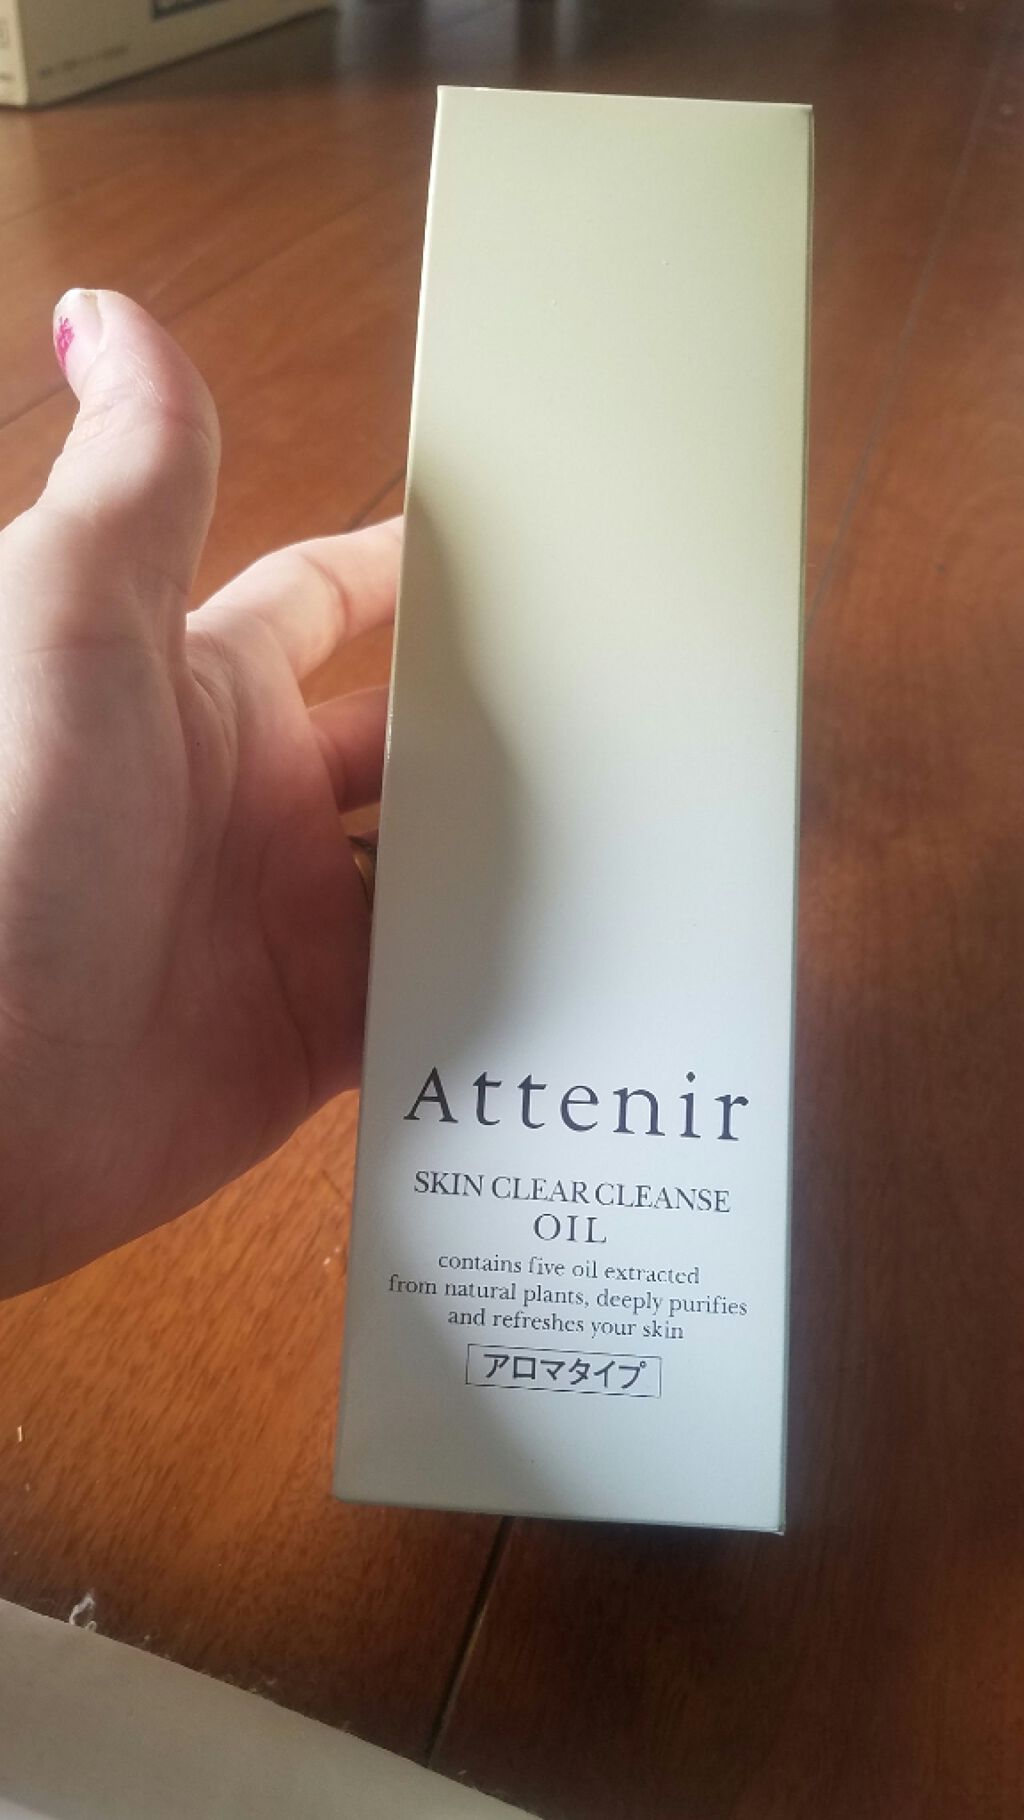 Attenir
SKIN CLEAR CLEANSE
OIL
contains five oil extracted
from natural plants, deeply purifies
and refreshes your skin
アロマタイプ